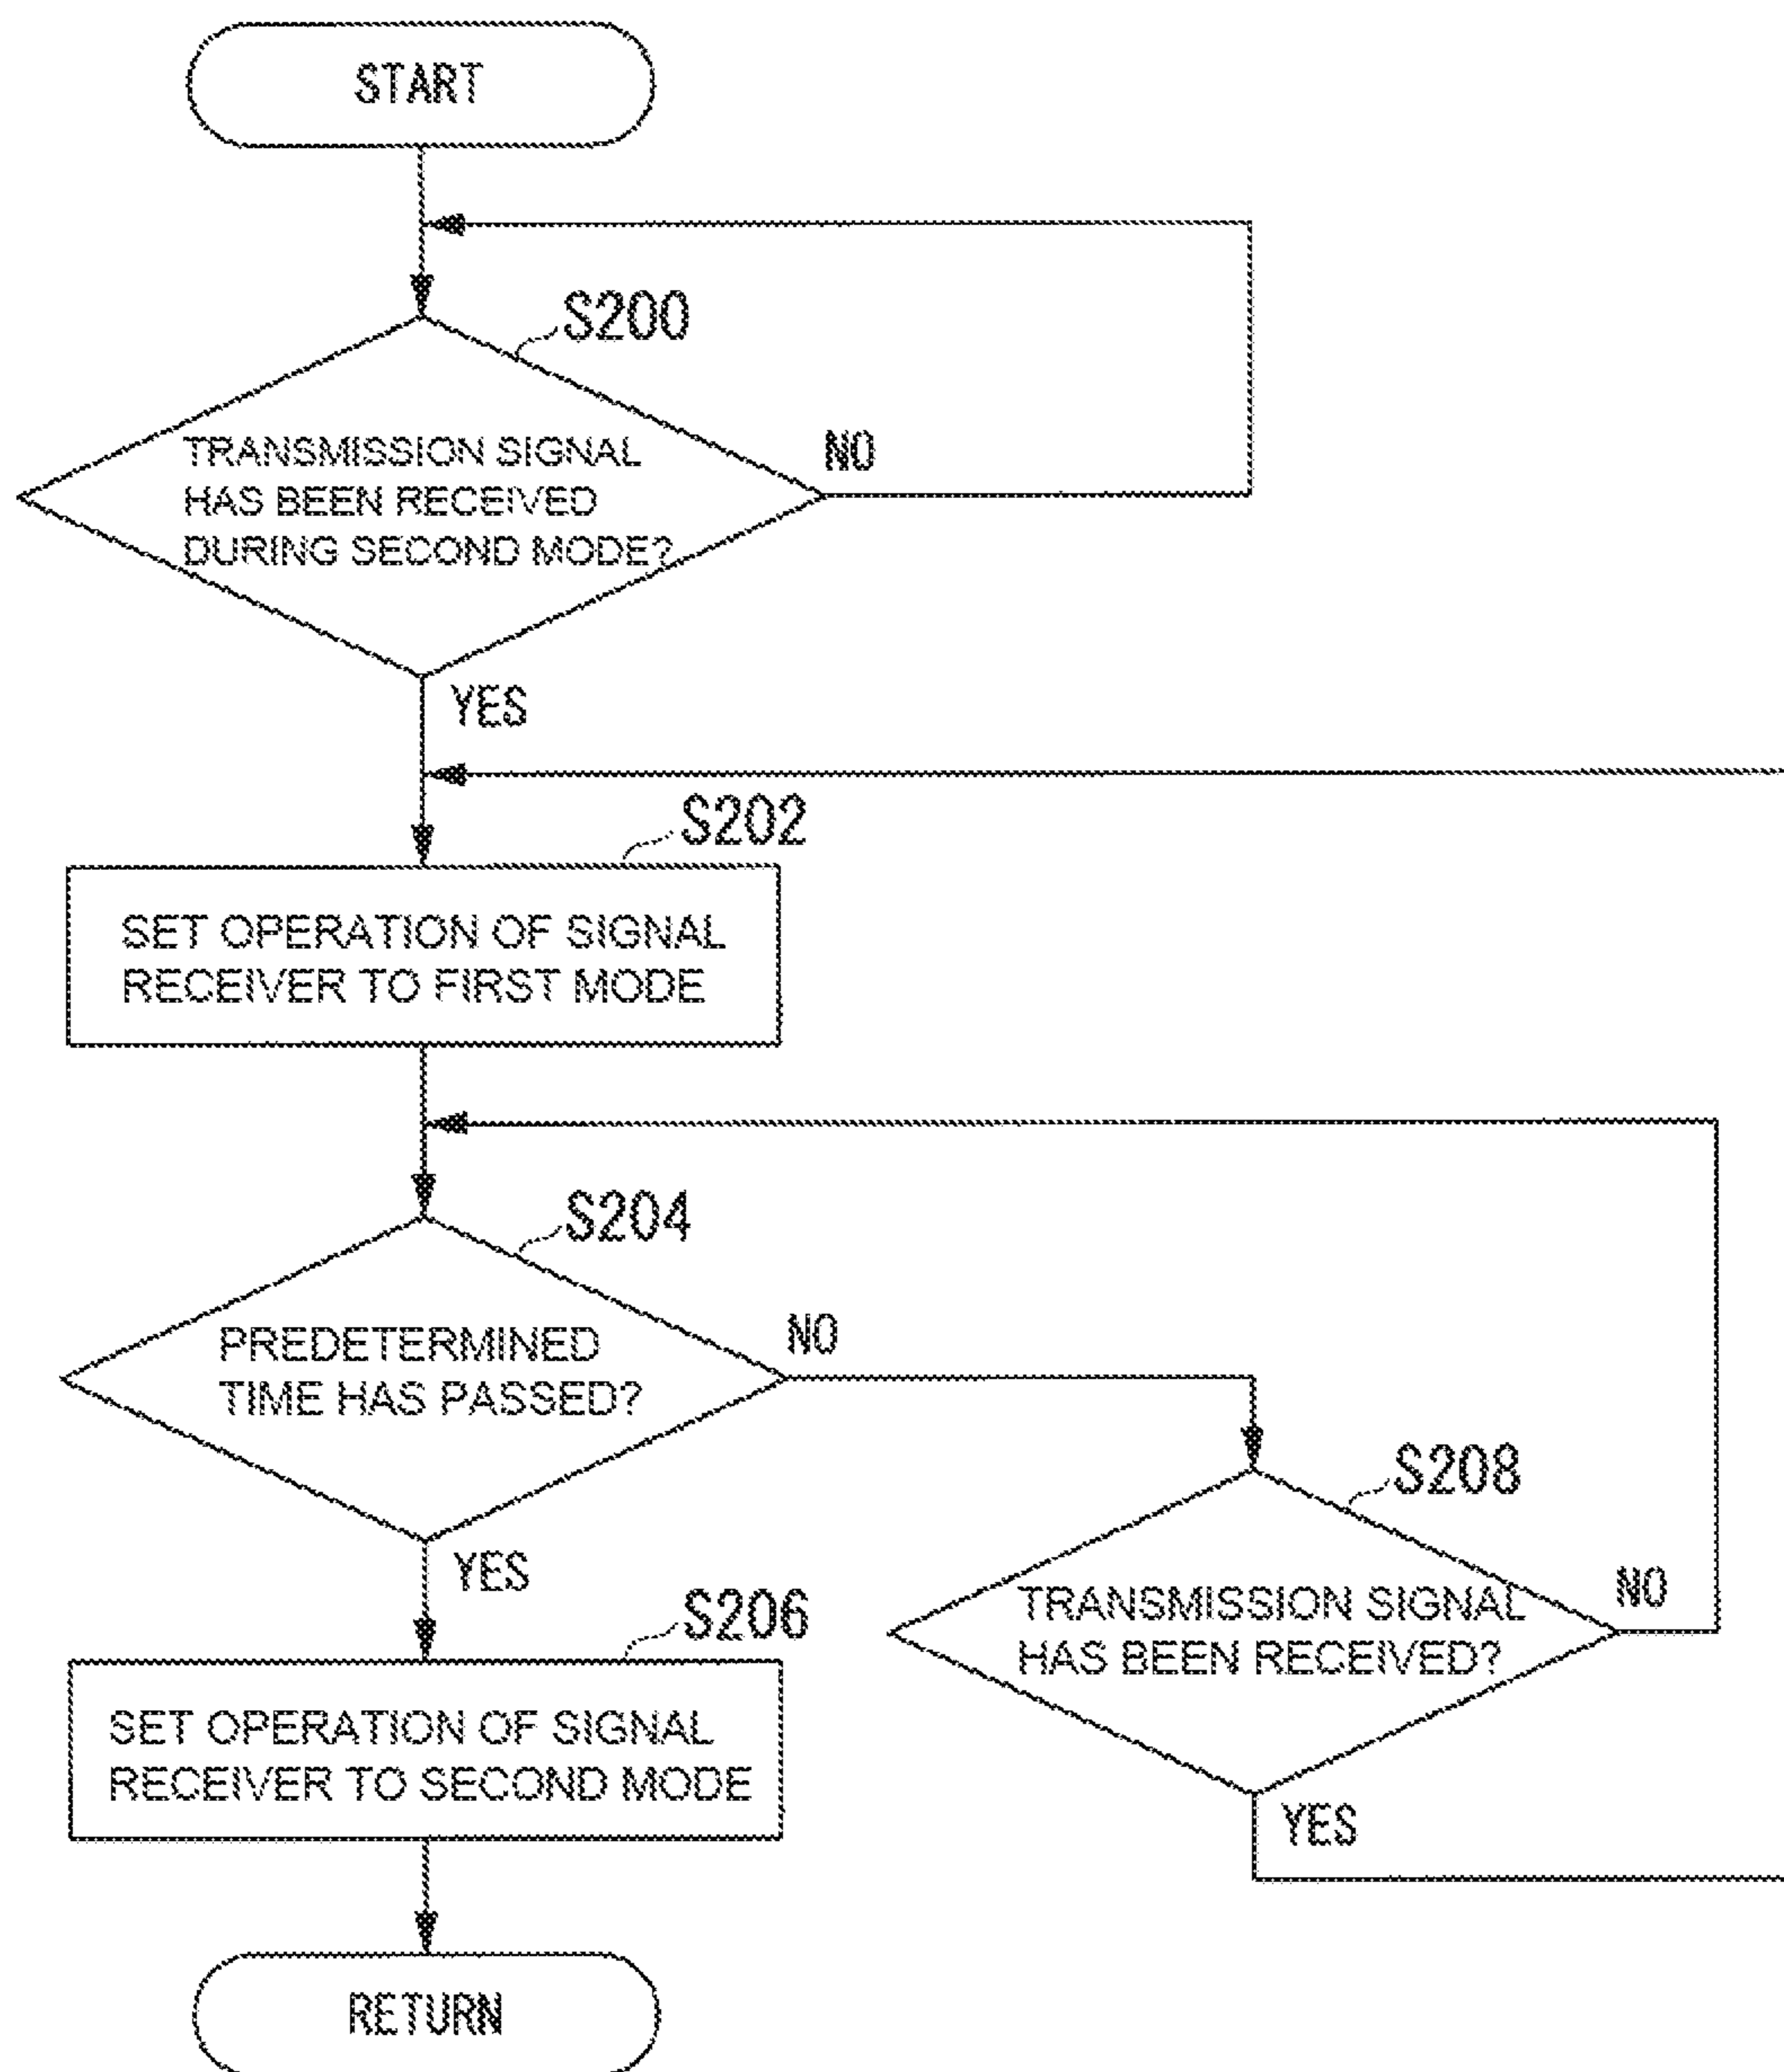 START
S200
TRANSMISSION SIGNAL
HAS BEEN RECEIVED
DURING SECOND MODE?
NO
YES
S202
SET OPERATION OF SIGNAL
RECEIVER TO FIRST MODE
S204
PREDETERMINED
TIME HAS PASSED?
NO
YES
S208
TRANSMISSION SIGNAL
HAS BEEN RECEIVED?
NO
YES
S206
SET OPERATION OF SIGNAL
RECEIVER TO SECOND MODE
RETURN